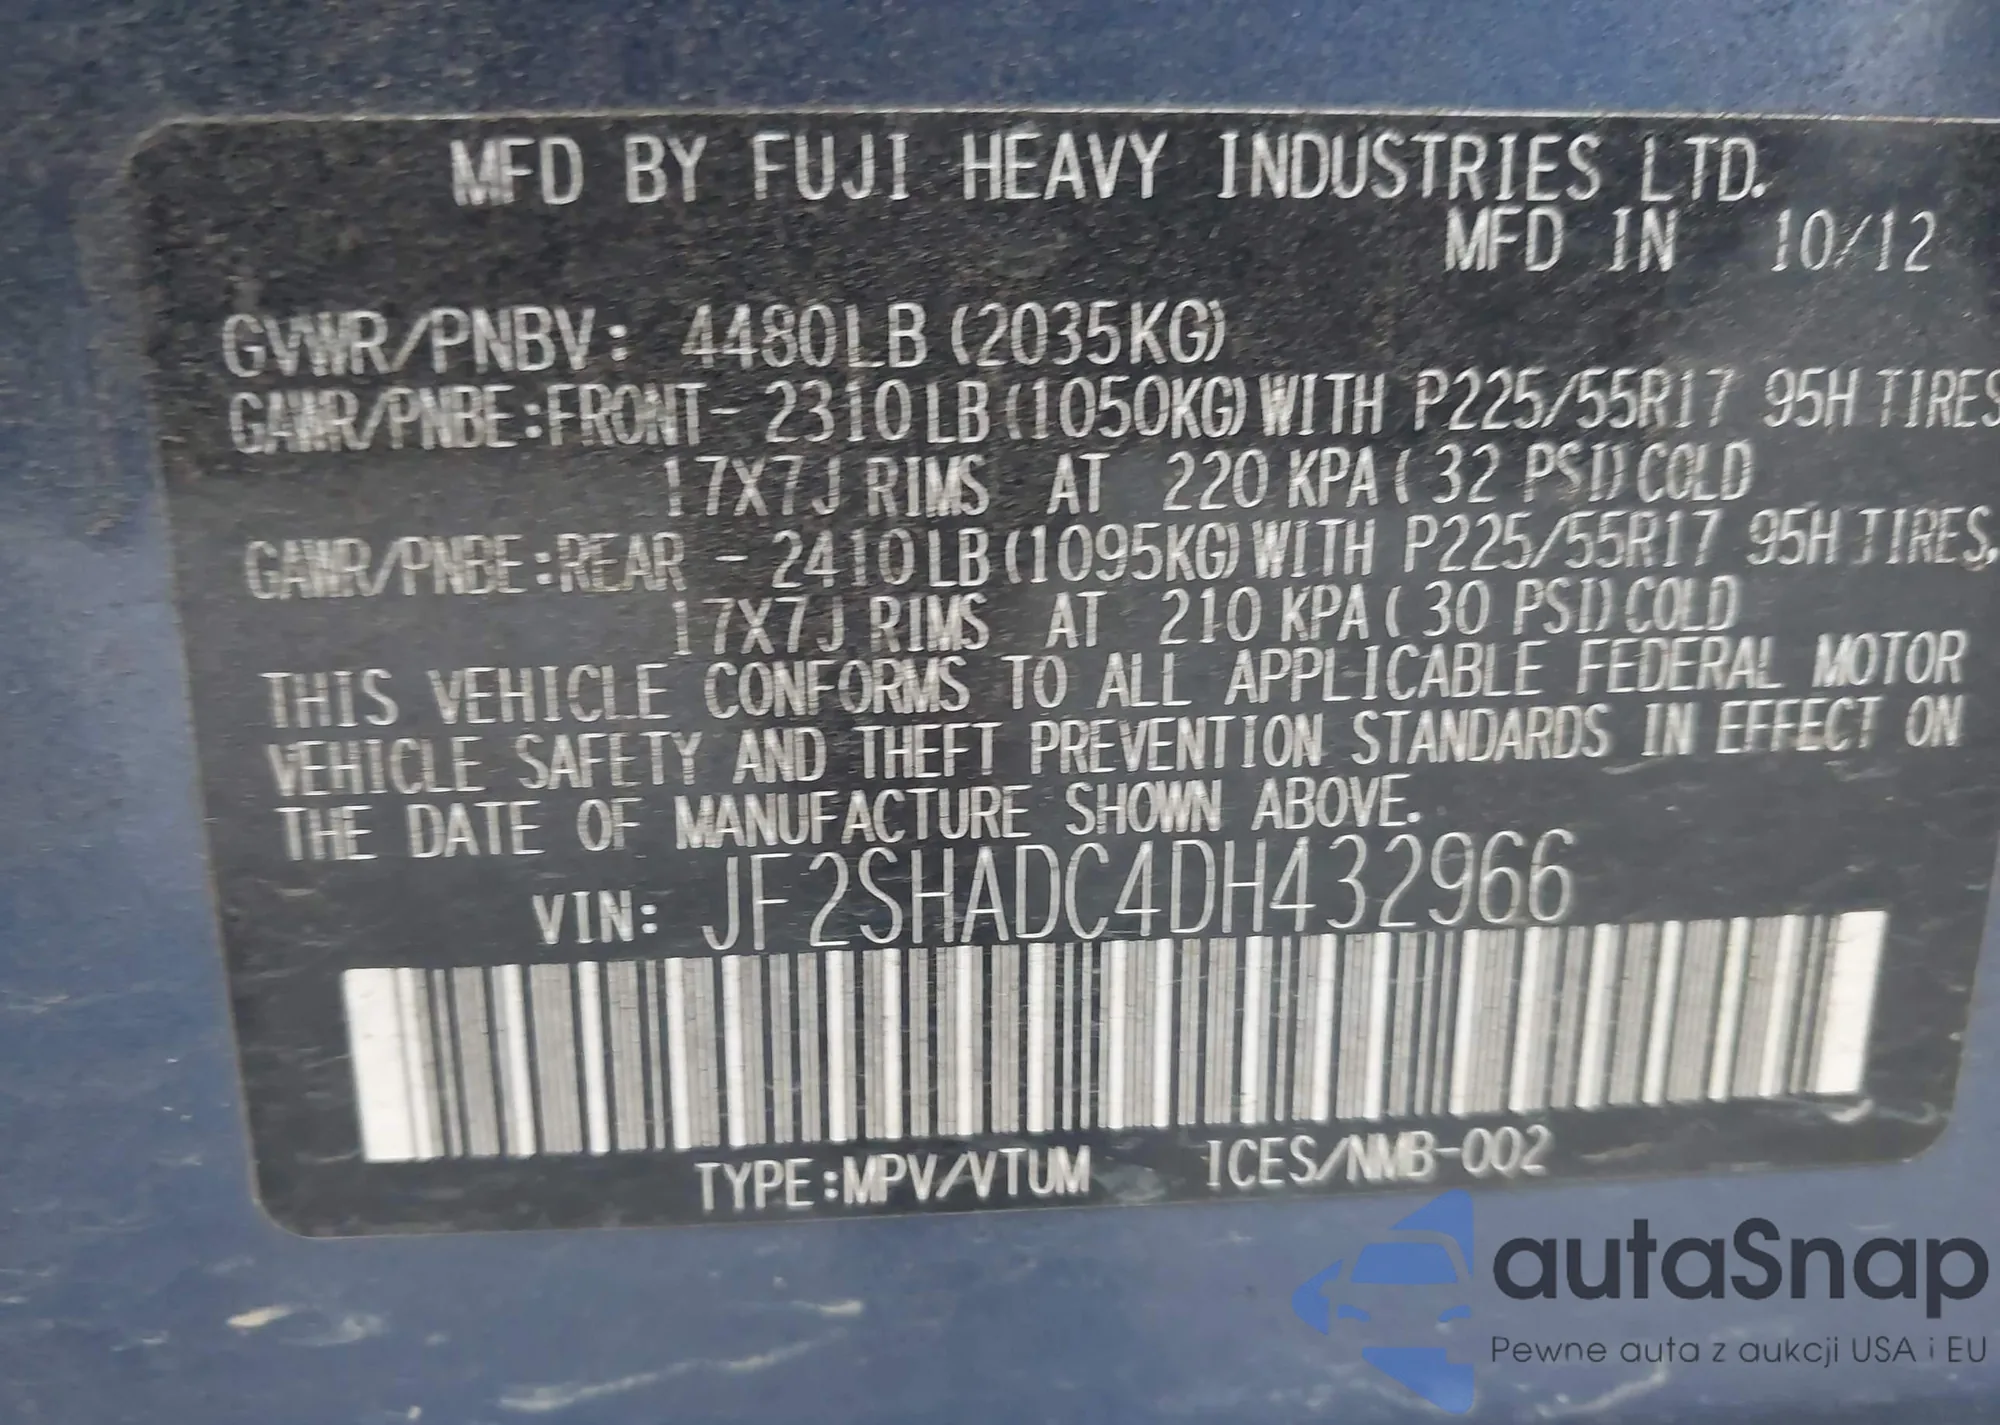 MFD BY FUJI HEAVY INDUSTRIES LTD.
MFD IN 10/12
GVWR/PNBV: 4480LB (2035KG)
GAWR/PNBE:FRONT- 2310LB (1050KG) WITH P225/55R17 95H TIRES
17X7J RIMS AT 220 KPA ( 32 PSI) COLD
GAWR/PNBE:REAR - 2410LB (1095KG) WITH P225/55R17 95H TIRES,
17X7J RIMS AT 210 KPA ( 30 PSI) COLD
THIS VEHICLE CONFORMS TO ALL APPLICABLE FEDERAL MOTOR
VEHICLE SAFETY AND THEFT PREVENTION STANDARDS IN EFFECT ON
THE DATE OF MANUFACTURE SHOWN ABOVE.
VIN: JF2SHADC4DH432966
TYPE:MPV/VTUM ICES/NMB-002
autaSnap
Pewne auta z aukcji USA i EU